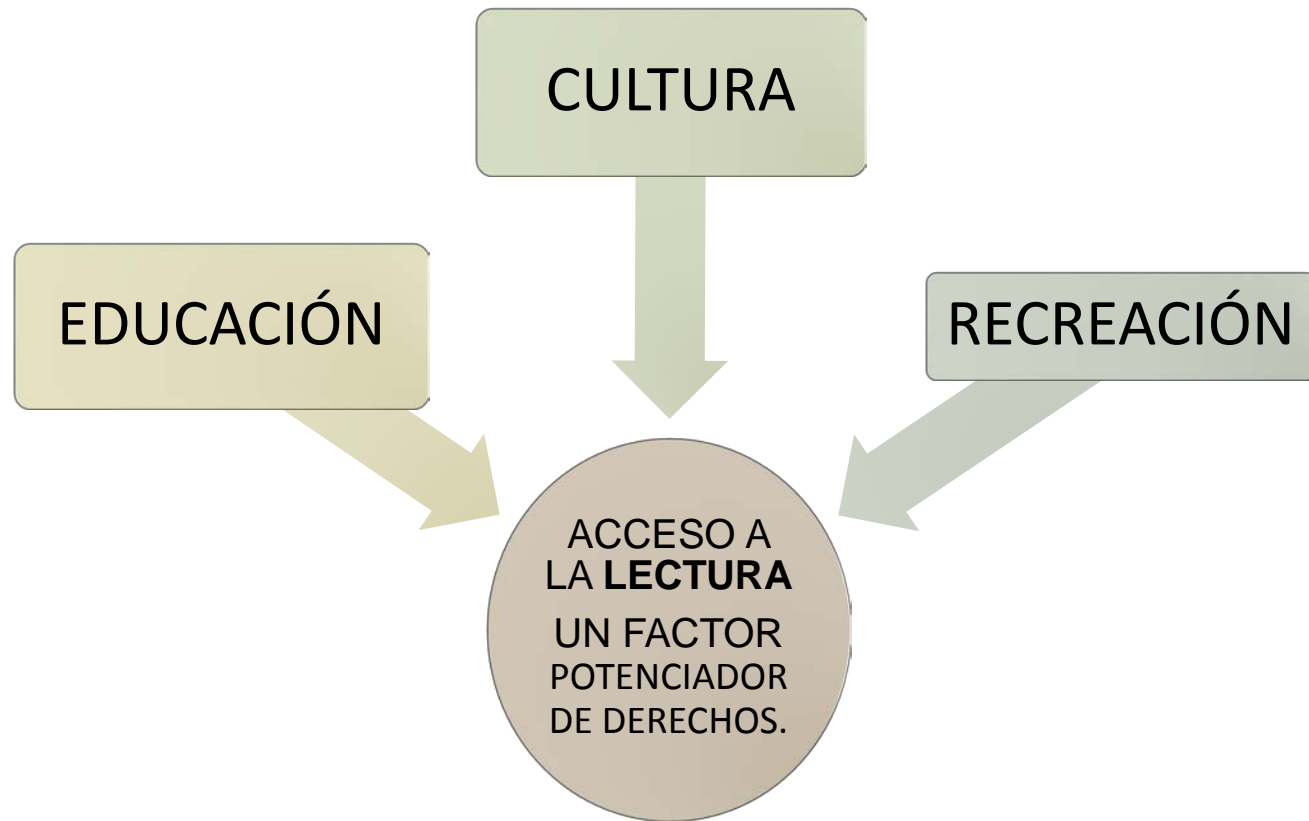 CULTURA
EDUCACIÓN
RECREACIÓN
ACCESO A
LA LECTURA
UN FACTOR
POTENCIADOR
DE DERECHOS.